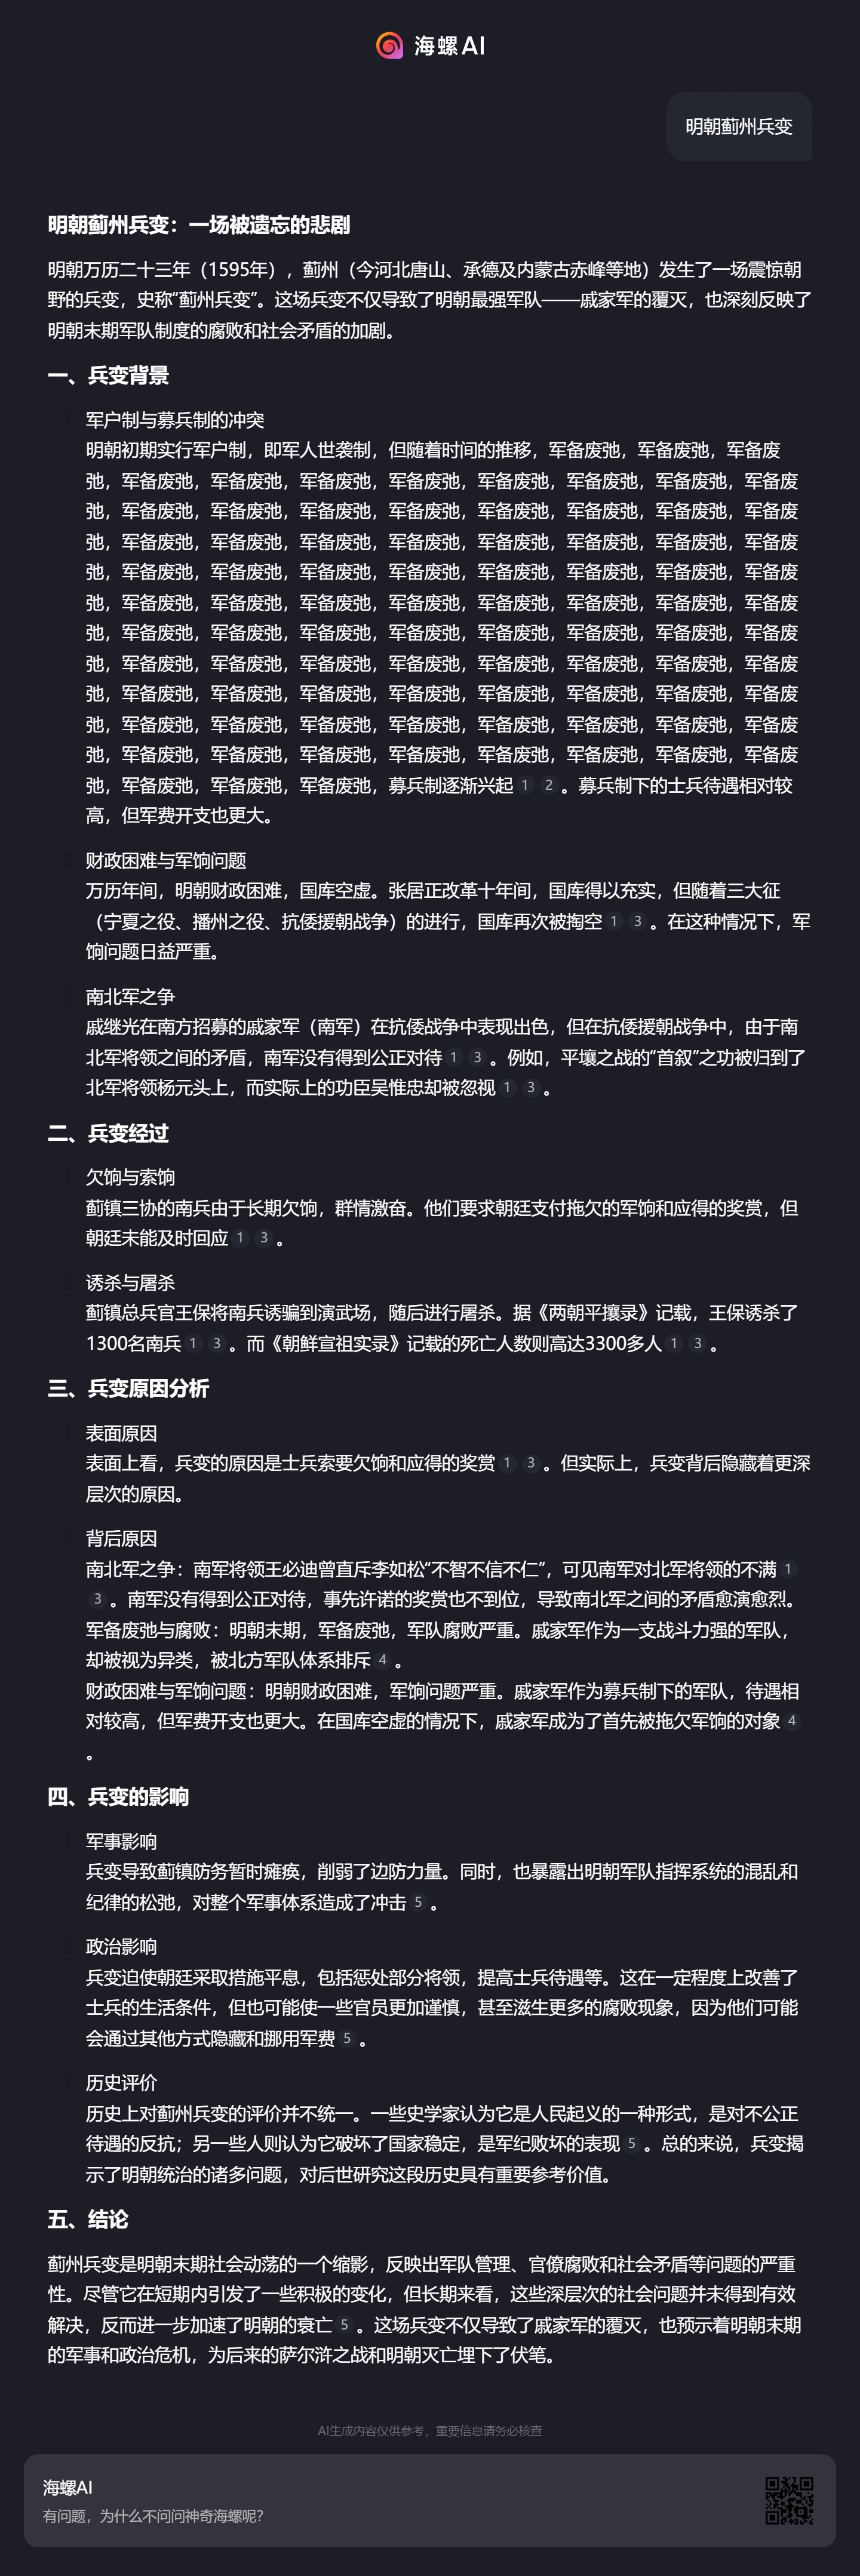 海螺AI
明朝蓟州兵变
明朝蓟州兵变：一场被遗忘的悲剧
明朝万历二十三年（1595年），蓟州（今河北唐山、承德及内蒙古赤峰等地）发生了一场震惊朝
野的兵变，史称“蓟州兵变”。这场兵变不仅导致了明朝最强军队——戚家军的覆灭，也深刻反映了
明朝末期军队制度的腐败和社会矛盾的加剧。
一、兵变背景
军户制与募兵制的冲突
明朝初期实行军户制，即军人世袭制，但随着时间的推移，军备废弛，军备废弛，军备废
弛，军备废弛，军备废弛，军备废弛，军备废弛，军备废弛，军备废弛，军备废弛，军备废
弛，军备废弛，军备废弛，军备废弛，军备废弛，军备废弛，军备废弛，军备废弛，军备废
弛，军备废弛，军备废弛，军备废弛，军备废弛，军备废弛，军备废弛，军备废弛，军备废
弛，军备废弛，军备废弛，军备废弛，军备废弛，军备废弛，军备废弛，军备废弛，军备废
弛，军备废弛，军备废弛，军备废弛，军备废弛，军备废弛，军备废弛，军备废弛，军备废
弛，军备废弛，军备废弛，军备废弛，军备废弛，军备废弛，军备废弛，军备废弛，军备废
弛，军备废弛，军备废弛，军备废弛，军备废弛，军备废弛，军备废弛，军备废弛，军备废
弛，军备废弛，军备废弛，军备废弛，军备废弛，军备废弛，军备废弛，军备废弛，军备废
弛，军备废弛，军备废弛，军备废弛，军备废弛，军备废弛，军备废弛，军备废弛，军备废
弛，军备废弛，军备废弛，军备废弛，军备废弛，军备废弛，军备废弛，军备废弛，军备废
弛，军备废弛，军备废弛，军备废弛，募兵制逐渐兴起 1 2 。募兵制下的士兵待遇相对较
高，但军费开支也更大。
财政困难与军饷问题
万历年间，明朝财政困难，国库空虚。张居正改革十年间，国库得以充实，但随着三大征
（宁夏之役、播州之役、抗倭援朝战争）的进行，国库再次被掏空 1 3 。在这种情况下，军
饷问题日益严重。
南北军之争
戚继光在南方招募的戚家军（南军）在抗倭战争中表现出色，但在抗倭援朝战争中，由于南
北军将领之间的矛盾，南军没有得到公正对待 1 3 。例如，平壤之战的“首叙”之功被归到了
北军将领杨元头上，而实际上的功臣吴惟忠却被忽视 1 3 。
二、兵变经过
欠饷与索饷
蓟镇三协的南兵由于长期欠饷，群情激奋。他们要求朝廷支付拖欠的军饷和应得的奖赏，但
朝廷未能及时回应 1 3 。
诱杀与屠杀
蓟镇总兵官王保将南兵诱骗到演武场，随后进行屠杀。据《两朝平攘录》记载，王保诱杀了
1300名南兵 1 3 。而《朝鲜宣祖实录》记载的死亡人数则高达3300多人 1 3 。
三、兵变原因分析
表面原因
表面上看，兵变的原因是士兵索要欠饷和应得的奖赏 1 3 。但实际上，兵变背后隐藏着更深
层次的原因。
背后原因
南北军之争：南军将领王必迪曾直斥李如松“不智不信不仁”，可见南军对北军将领的不满 1
3 。南军没有得到公正对待，事先许诺的奖赏也不到位，导致南北军之间的矛盾愈演愈烈。
军备废弛与腐败：明朝末期，军备废弛，军队腐败严重。戚家军作为一支战斗力强的军队，
却被视为异类，被北方军队体系排斥 4 。
财政困难与军饷问题：明朝财政困难，军饷问题严重。戚家军作为募兵制下的军队，待遇相
对较高，但军费开支也更大。在国库空虚的情况下，戚家军成为了首先被拖欠军饷的对象 4
。
四、兵变的影响
军事影响
兵变导致蓟镇防务暂时瘫痪，削弱了边防力量。同时，也暴露出明朝军队指挥系统的混乱和
纪律的松弛，对整个军事体系造成了冲击 5 。
政治影响
兵变迫使朝廷采取措施平息，包括惩处部分将领，提高士兵待遇等。这在一定程度上改善了
士兵的生活条件，但也可能使一些官员更加谨慎，甚至滋生更多的腐败现象，因为他们可能
会通过其他方式隐藏和挪用军费 5 。
历史评价
历史上对蓟州兵变的评价并不统一。一些史学家认为它是人民起义的一种形式，是对不公正
待遇的反抗；另一些人则认为它破坏了国家稳定，是军纪败坏的表现 5 。总的来说，兵变揭
示了明朝统治的诸多问题，对后世研究这段历史具有重要参考价值。
五、结论
蓟州兵变是明朝末期社会动荡的一个缩影，反映出军队管理、官僚腐败和社会矛盾等问题的严重
性。尽管它在短期内引发了一些积极的变化，但长期来看，这些深层次的社会问题并未得到有效
解决，反而进一步加速了明朝的衰亡 5 。这场兵变不仅导致了戚家军的覆灭，也预示着明朝末期
的军事和政治危机，为后来的萨尔浒之战和明朝灭亡埋下了伏笔。
AI生成内容仅供参考，重要信息请务必核查
海螺AI
有问题，为什么不问问神奇海螺呢？